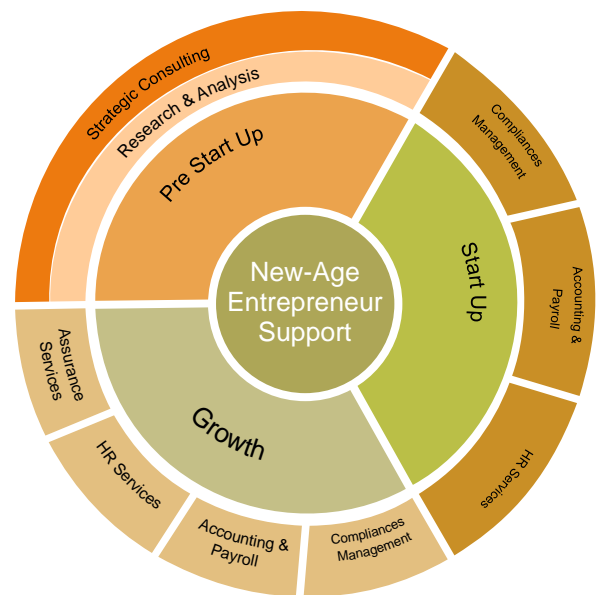 Strategic Consulting
Research & Analysis
Pre Start Up
New-Age
Entrepreneur
Support
Start Up
Growth
Compliances
Management
Accounting &
Payroll
HR Services
Compliances
Management
Accounting &
Payroll
HR Services
Assurance
Services